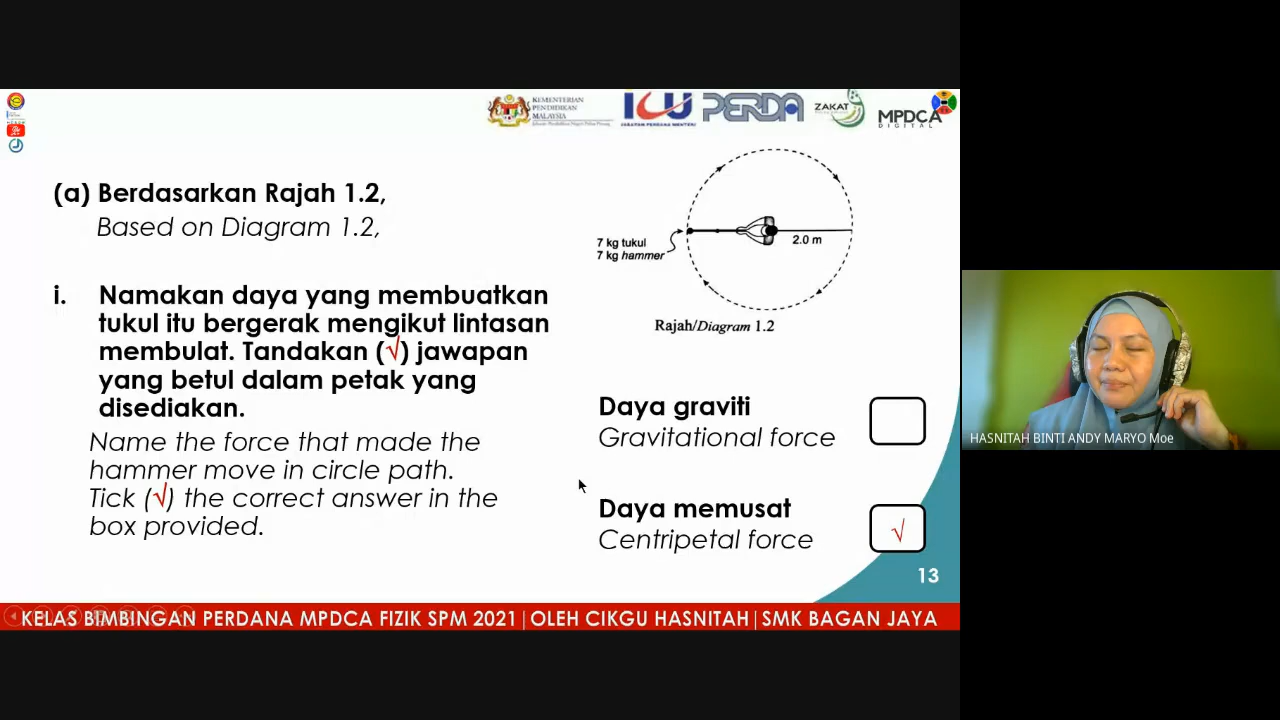 KEMENTERIAN
PENDIDIKAN
MALAYSIA
ICU
JABATAN PERDANA MENTERI
PERDA
ZAKAT
MPDCA
DIGITAL
(a) Berdasarkan Rajah 1.2,
Based on Diagram 1.2,
7 kg tukul
7 kg hammer
2.0 m
Rajah/Diagram 1.2
i. Namakan daya yang membuatkan
tukul itu bergerak mengikut lintasan
membulat. Tandakan (√) jawapan
yang betul dalam petak yang
disediakan.
Name the force that made the
hammer move in circle path.
Tick (√) the correct answer in the
box provided.
Daya graviti
Gravitational force
Daya memusat
Centripetal force
√
13
KELAS BIMBINGAN PERDANA MPDCA FIZIK SPM 2021|OLEH CIKGU HASNITAH|SMK BAGAN JAYA
HASNITAH BINTI ANDY MARYO Moe